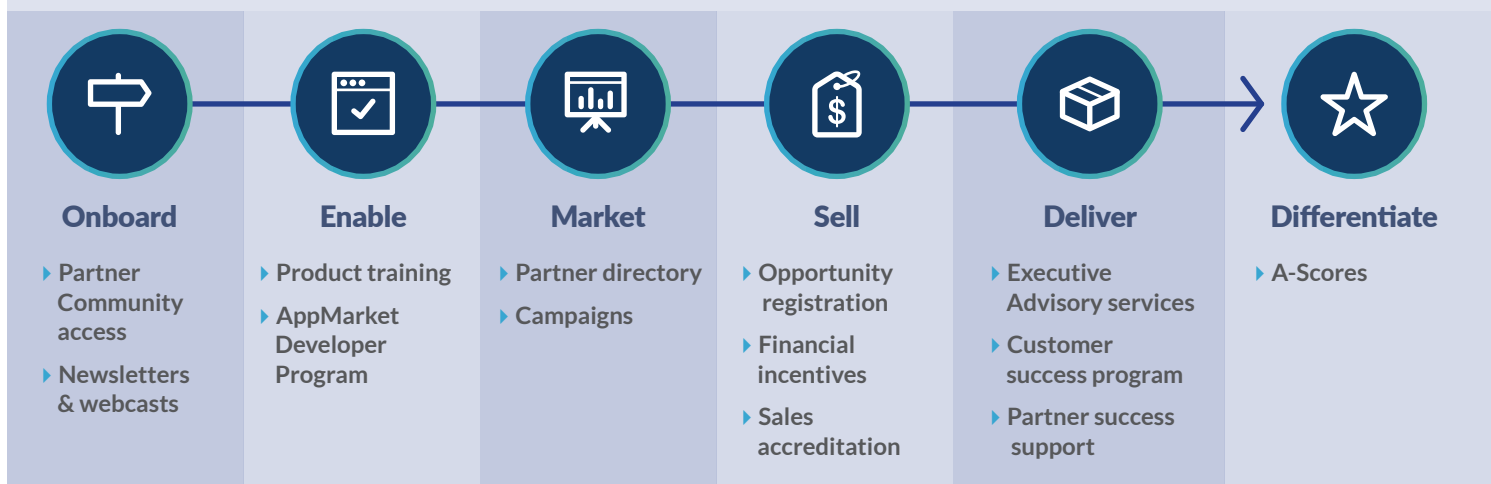 Onboard
Partner
Community
access
Newsletters
& webcasts
Enable
Product training
AppMarket
Developer
Program
Market
Partner directory
Campaigns
$
Sell
Opportunity
registration
Financial
incentives
Sales
accreditation
Deliver
Executive
Advisory services
Customer
success program
Partner success
support
Differentiate
A-Scores